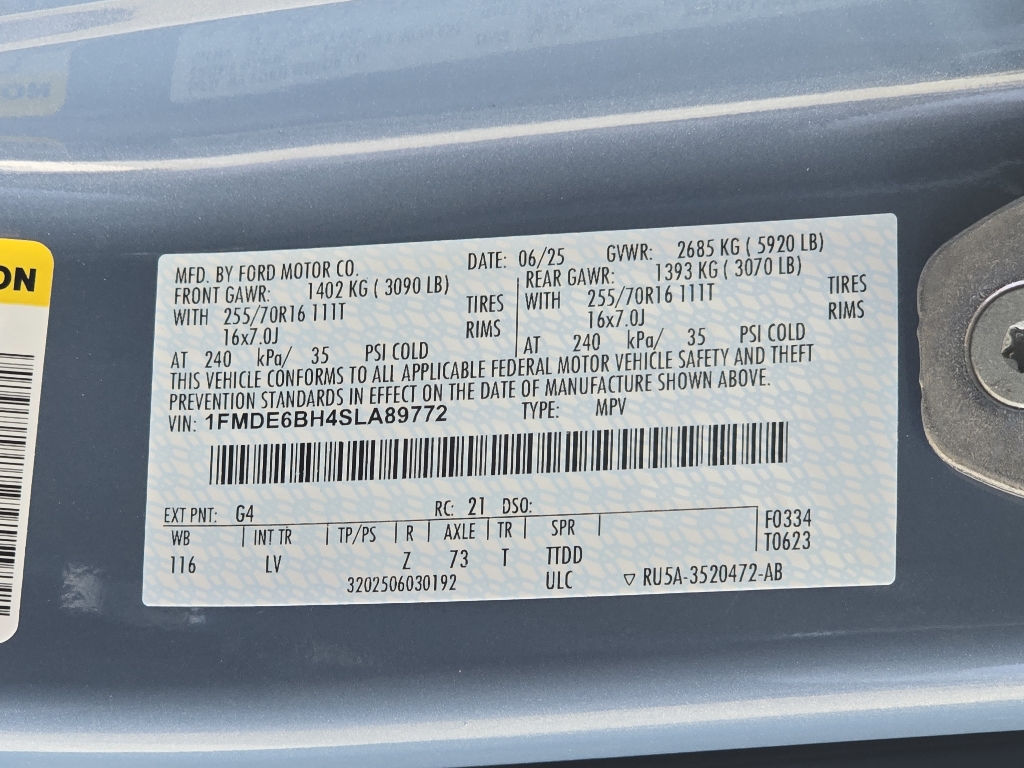 ON
MFD. BY FORD MOTOR CO.
DATE: 06/25 GVWR: 2685 KG ( 5920 LB)
FRONT GAWR: 1402 KG ( 3090 LB)
WITH 255/70R16 111T TIRES
16x7.0J RIMS
AT 240 kPa/ 35 PSI COLD
REAR GAWR: 1393 KG ( 3070 LB)
WITH 255/70R16 111T TIRES
16x7.0J RIMS
AT 240 kPa/ 35 PSI COLD
THIS VEHICLE CONFORMS TO ALL APPLICABLE FEDERAL MOTOR VEHICLE SAFETY AND THEFT
PREVENTION STANDARDS IN EFFECT ON THE DATE OF MANUFACTURE SHOWN ABOVE.
VIN: 1FMDE6BH4SLA89772 TYPE: MPV
EXT PNT: G4 RC: 21 DSO:
WB INT TR TP/PS R AXLE TR SPR F0334
116 LV Z 73 T TTDD T0623
3202506030192 ULC ▽ RU5A-3520472-AB